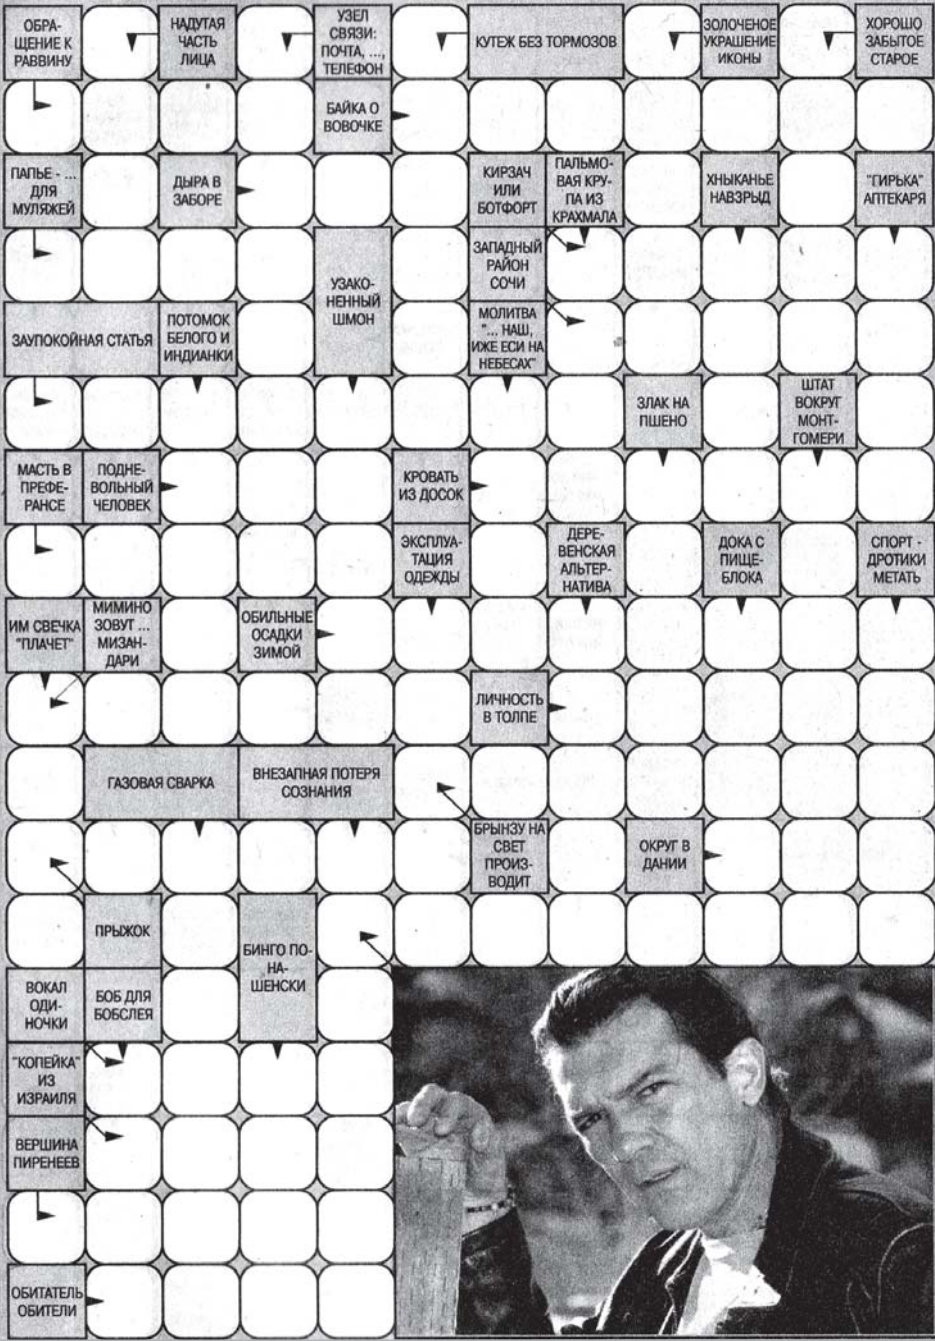 ОБРА-
ЩЕНИЕ К
РАВВИНУ
НАДУТАЯ
ЧАСТЬ
ЛИЦА
УЗЕЛ
СВЯЗИ:
ПОЧТА, ...,
ТЕЛЕФОН
КУТЕЖ БЕЗ ТОРМОЗОВ
ЗОЛОЧЕНОЕ
УКРАШЕНИЕ
ИКОНЫ
ХОРОШО
ЗАБЫТОЕ
СТАРОЕ
БАЙКА О
ВОВОЧКЕ
ПАПЬЕ - ...
ДЛЯ
МУЛЯЖЕЙ
ДЫРА В
ЗАБОРЕ
КИРЗАЧ
ИЛИ
БОТФОРТ
ПАЛЬМО-
ВАЯ КРУ-
ПА ИЗ
КРАХМАЛА
ХНЫКАНЬЕ
НАВЗРЫД
"ГИРЬКА"
АПТЕКАРЯ
УЗАКО-
НЕННЫЙ
ШМОН
ЗАПАДНЫЙ
РАЙОН
СОЧИ
ЗАУПОКОЙНАЯ СТАТЬЯ
ПОТОМОК
БЕЛОГО И
ИНДИАНКИ
МОЛИТВА
"... НАШ,
ИЖЕ ЕСИ НА
НЕБЕСАХ"
ЗЛАК НА
ПШЕНО
ШТАТ
ВОКРУГ
МОНТ-
ГОМЕРИ
МАСТЬ В
ПРЕФЕ-
РАНСЕ
ПОДНЕ-
ВОЛЬНЫЙ
ЧЕЛОВЕК
КРОВАТЬ
ИЗ ДОСОК
ЭКСПЛУА-
ТАЦИЯ
ОДЕЖДЫ
ДЕРЕ-
ВЕНСКАЯ
АЛЬТЕР-
НАТИВА
ДОКА С
ПИЩЕ-
БЛОКА
СПОРТ -
ДРОТИКИ
МЕТАТЬ
ИМ СВЕЧКА
"ПЛАЧЕТ"
МИМИНО
ЗОВУТ ...
МИЗАН-
ДАРИ
ОБИЛЬНЫЕ
ОСАДКИ
ЗИМОЙ
ЛИЧНОСТЬ
В ТОЛПЕ
ГАЗОВАЯ СВАРКА
ВНЕЗАПНАЯ ПОТЕРЯ
СОЗНАНИЯ
БРЫНЗУ НА
СВЕТ
ПРОИЗ-
ВОДИТ
ОКРУГ В
ДАНИИ
ПРЫЖОК
БИНГО ПО-
НА-
ШЕНСКИ
ВОКАЛ
ОДИ-
НОЧКИ
БОБ ДЛЯ
БОБСЛЕЯ
"КОПЕЙКА"
ИЗ
ИЗРАИЛЯ
ВЕРШИНА
ПИРЕНЕЕВ
ОБИТАТЕЛЬ
ОБИТЕЛИ